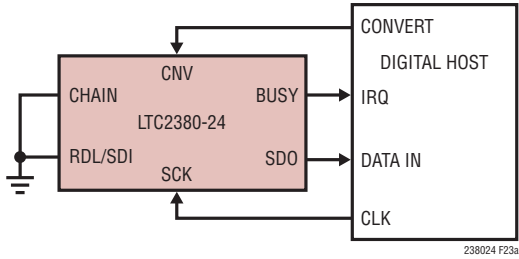 CONVERT
CNV
DIGITAL HOST
CHAIN
BUSY
IRQ
LTC2380-24
RDL/SDI
SDO
DATA IN
SCK
CLK
238024 F23a